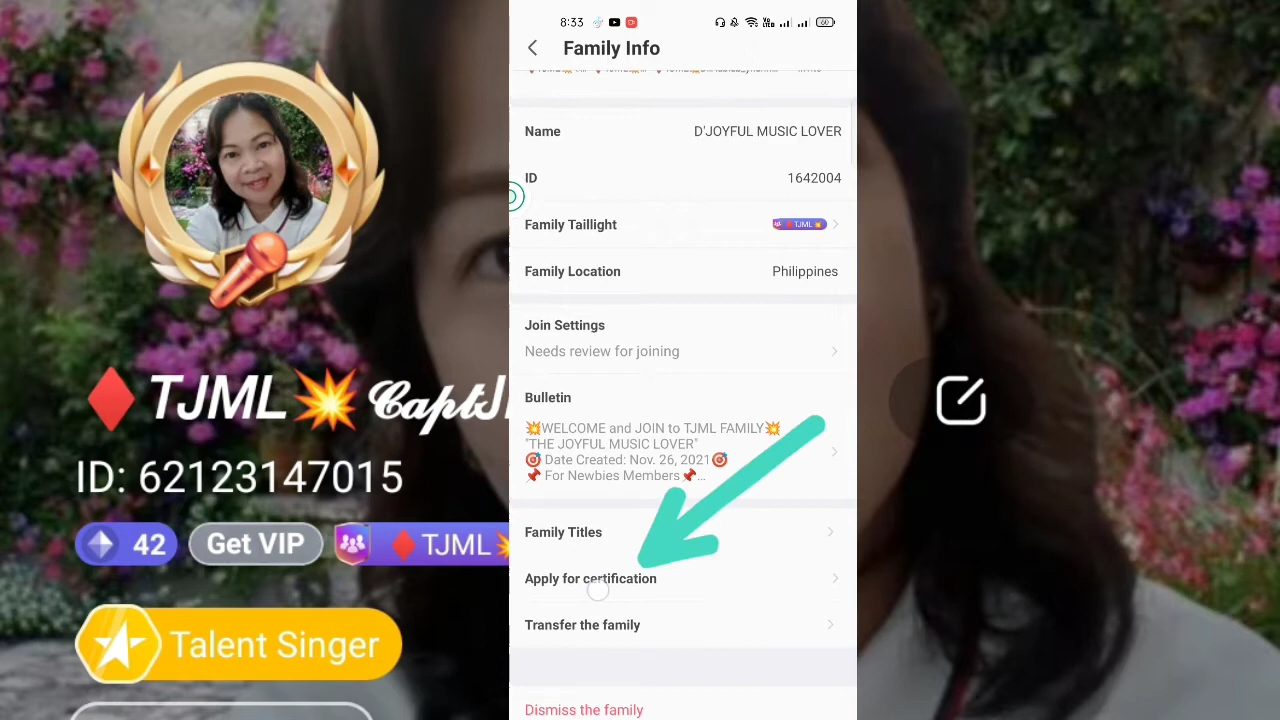 ♦️TJML💥𝓒𝓪𝓹𝓽
ID: 62123147015
42
Get VIP
♦️TJML💥
Talent Singer
8:33
60
Family Info
Name D'JOYFUL MUSIC LOVER
ID 1642004
Family Taillight ♦️TJML💥
Family Location Philippines
Join Settings
Needs review for joining
Bulletin
💥WELCOME and JOIN to TJML FAMILY💥
"THE JOYFUL MUSIC LOVER"
🎯 Date Created: Nov. 26, 2021🎯
📌 For Newbies Members📌...
Family Titles
Apply for certification
Transfer the family
Dismiss the family